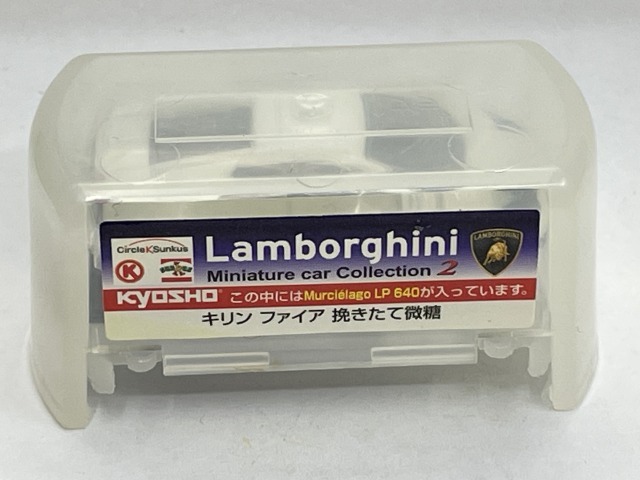 CircleKSunkus
Lamborghini
LAMBORGHINI
K
Miniature car Collection 2
KYOSHO この中にはMurciélago LP 640が入っています。
キリン ファイア 挽きたて微糖